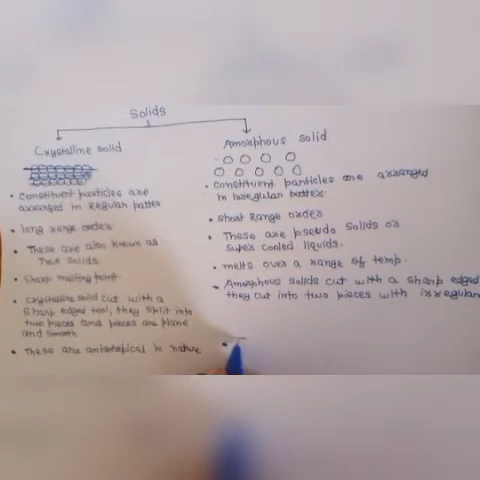 Solids
Crystalline solid
• Constituent particles are
arranged in Regular patter
• long range order
• These are also known as
True solids
• Sharp melting point
• Crystalline solid cut with a
sharp edged tool, they split into
two pieces and pieces are plane
and smooth
• These are anisotropical in nature
Amorphous solid
• Constituent particles are arranged
in irregular patter.
• Short Range order
• These are pseudo Solids or
Super cooled liquids.
• melts over a range of temp.
• Amorphous solids cut with a sharp edged
they cut into two pieces with irregular
•